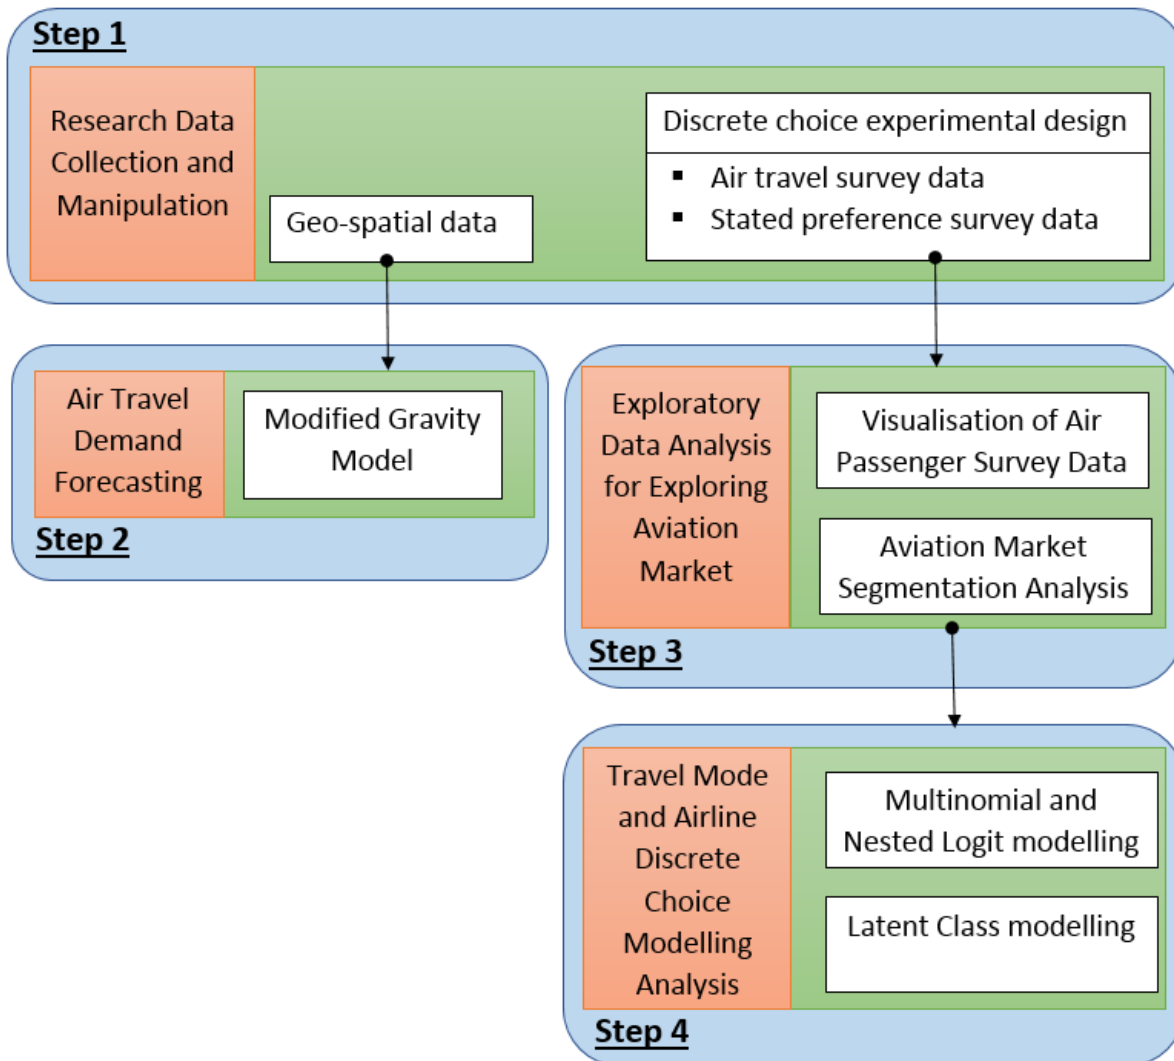 Step 1
Research Data
Collection and
Manipulation
Geo-spatial data
Discrete choice experimental design
▪ Air travel survey data
▪ Stated preference survey data
Air Travel
Demand
Forecasting
Modified Gravity
Model
Step 2
Exploratory
Data Analysis
for Exploring
Aviation
Market
Visualisation of Air
Passenger Survey Data
Aviation Market
Segmentation Analysis
Step 3
Travel Mode
and Airline
Discrete
Choice
Modelling
Analysis
Multinomial and
Nested Logit modelling
Latent Class modelling
Step 4